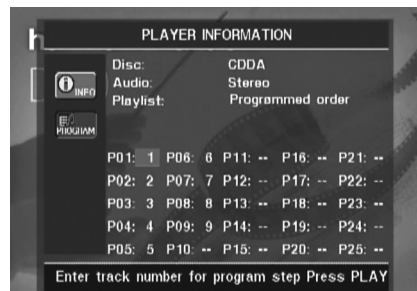 h
PLAYER INFORMATION
Disc: CDDA
Audio: Stereo
Playlist: Programmed order
INFO
PROGRAM
P01: 1 P06: 6 P11: -- P16: -- P21: --
P02: 2 P07: 7 P12: -- P17: -- P22: --
P03: 3 P08: 8 P13: -- P18: -- P23: --
P04: 4 P09: 9 P14: -- P19: -- P24: --
P05: 5 P10: -- P15: -- P20: -- P25: --
Enter track number for program step Press PLAY